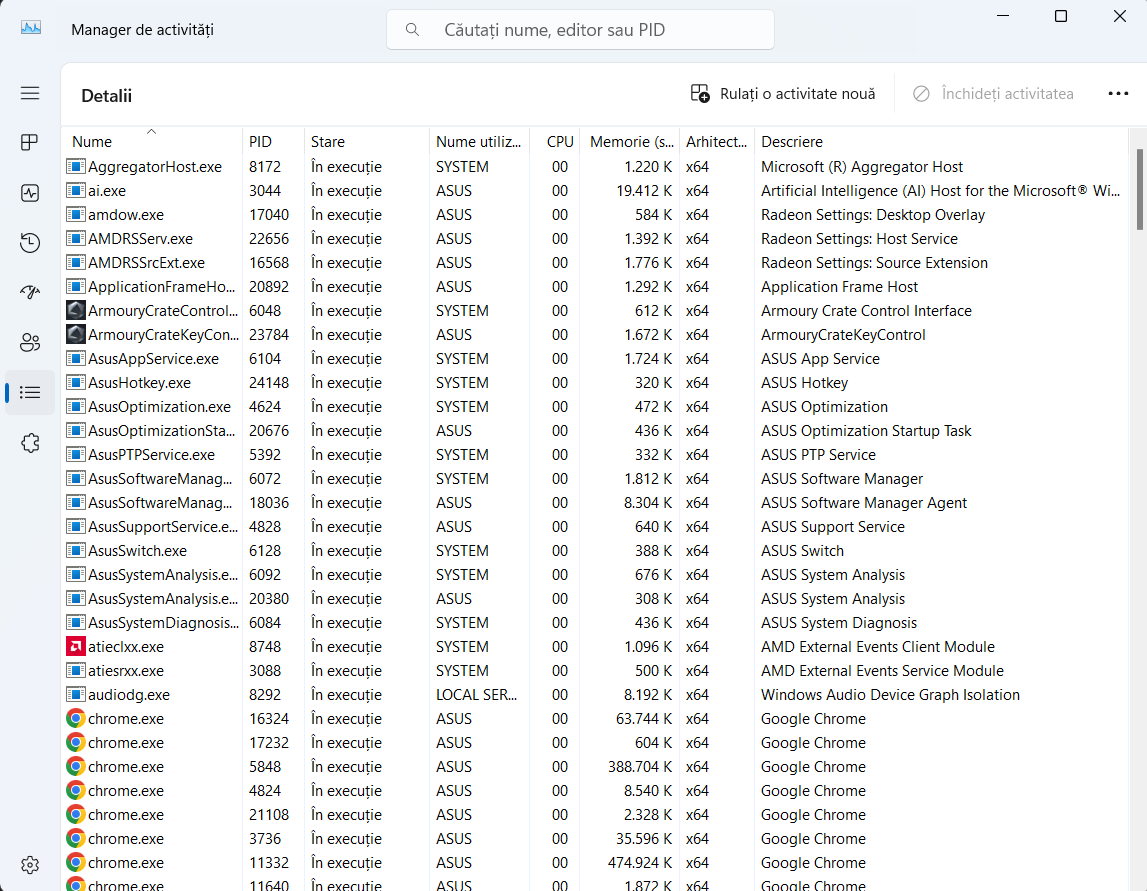 Manager de activități
Căutați nume, editor sau PID
Detalii
Rulați o activitate nouă
Închideți activitatea
Nume PID Stare Nume utiliz... CPU Memorie (s... Arhitect... Descriere
AggregatorHost.exe 8172 În execuție SYSTEM 00 1.220 K x64 Microsoft (R) Aggregator Host
ai.exe 3044 În execuție ASUS 00 19.412 K x64 Artificial Intelligence (AI) Host for the Microsoft® Wi...
amdow.exe 17040 În execuție ASUS 00 584 K x64 Radeon Settings: Desktop Overlay
AMDRSServ.exe 22656 În execuție ASUS 00 1.392 K x64 Radeon Settings: Host Service
AMDRSSrcExt.exe 16568 În execuție ASUS 00 1.776 K x64 Radeon Settings: Source Extension
ApplicationFrameHo... 20892 În execuție ASUS 00 1.292 K x64 Application Frame Host
ArmouryCrateControl... 6048 În execuție SYSTEM 00 612 K x64 Armoury Crate Control Interface
ArmouryCrateKeyCon... 23784 În execuție ASUS 00 1.672 K x64 ArmouryCrateKeyControl
AsusAppService.exe 6104 În execuție SYSTEM 00 1.724 K x64 ASUS App Service
AsusHotkey.exe 24148 În execuție SYSTEM 00 320 K x64 ASUS Hotkey
AsusOptimization.exe 4624 În execuție SYSTEM 00 472 K x64 ASUS Optimization
AsusOptimizationSta... 20676 În execuție ASUS 00 436 K x64 ASUS Optimization Startup Task
AsusPTPService.exe 5392 În execuție SYSTEM 00 332 K x64 ASUS PTP Service
AsusSoftwareManag... 6072 În execuție SYSTEM 00 1.812 K x64 ASUS Software Manager
AsusSoftwareManag... 18036 În execuție ASUS 00 8.304 K x64 ASUS Software Manager Agent
AsusSupportService.e... 4828 În execuție ASUS 00 640 K x64 ASUS Support Service
AsusSwitch.exe 6128 În execuție SYSTEM 00 388 K x64 ASUS Switch
AsusSystemAnalysis.e... 6092 În execuție SYSTEM 00 676 K x64 ASUS System Analysis
AsusSystemAnalysis.e... 20380 În execuție ASUS 00 308 K x64 ASUS System Analysis
AsusSystemDiagnosis... 6084 În execuție SYSTEM 00 436 K x64 ASUS System Diagnosis
atieclxx.exe 8748 În execuție SYSTEM 00 1.096 K x64 AMD External Events Client Module
atiesrxx.exe 3088 În execuție SYSTEM 00 500 K x64 AMD External Events Service Module
audiodg.exe 8292 În execuție LOCAL SER... 00 8.192 K x64 Windows Audio Device Graph Isolation
chrome.exe 16324 În execuție ASUS 00 63.744 K x64 Google Chrome
chrome.exe 17232 În execuție ASUS 00 604 K x64 Google Chrome
chrome.exe 5848 În execuție ASUS 00 388.704 K x64 Google Chrome
chrome.exe 4824 În execuție ASUS 00 8.540 K x64 Google Chrome
chrome.exe 21108 În execuție ASUS 00 2.328 K x64 Google Chrome
chrome.exe 3736 În execuție ASUS 00 35.596 K x64 Google Chrome
chrome.exe 11332 În execuție ASUS 00 474.924 K x64 Google Chrome
chrome.exe 11640 În execuție ASUS 00 1.872 K x64 Google Chrome